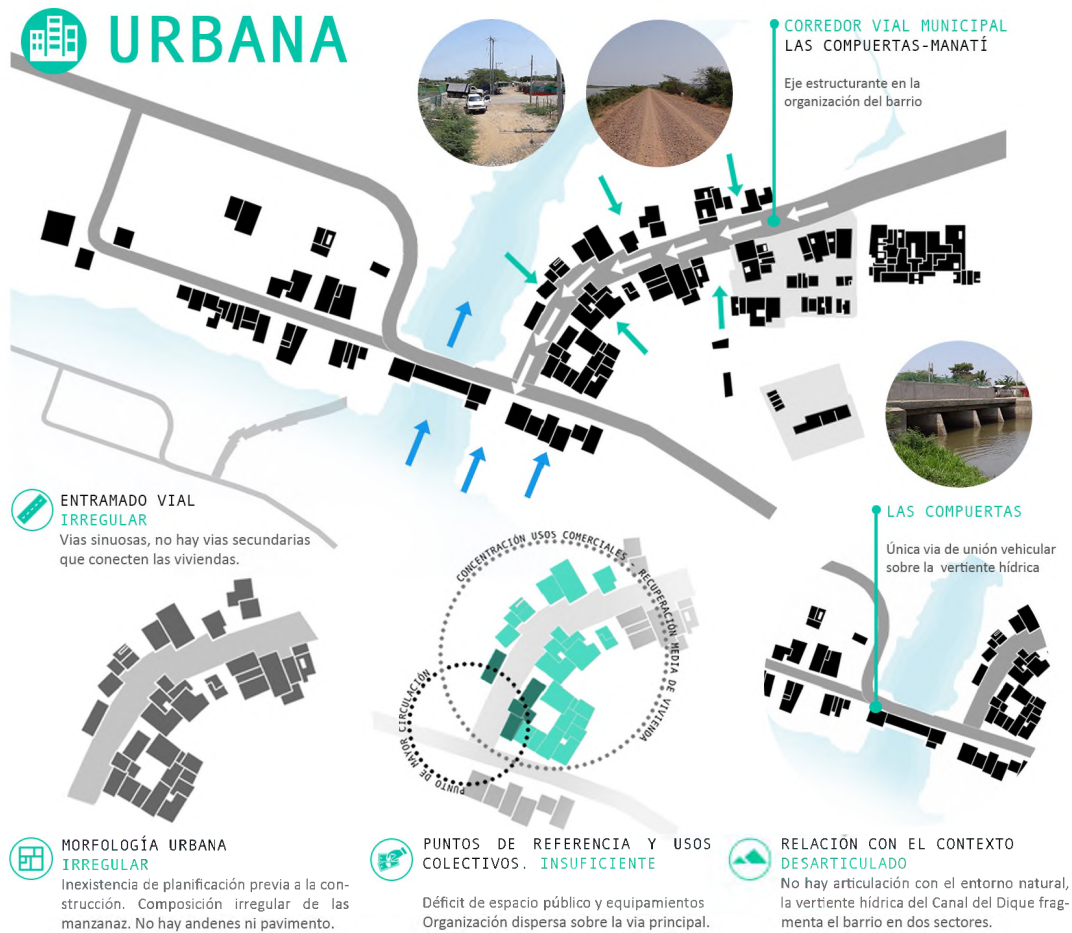 URBANA
CORREDOR VIAL MUNICIPAL
LAS COMPUERTAS-MANATÍ
Eje estructurante en la
organización del barrio
ENTRAMADO VIAL
IRREGULAR
Vias sinuosas, no hay vias secundarias
que conecten las viviendas.
LAS COMPUERTAS
Única via de unión vehicular
sobre la vertiente hídrica
CONCENTRACIÓN USOS COMERCIALES . RECUPERACIÓN MEDIA DE VIVIENDA
PUNTO DE MAYOR CIRCULACIÓN
MORFOLOGÍA URBANA
IRREGULAR
Inexistencia de planificación previa a la con-
strucción. Composición irregular de las
manzanaz. No hay andenes ni pavimento.
PUNTOS DE REFERENCIA Y USOS
COLECTIVOS. INSUFICIENTE
Déficit de espacio público y equipamientos
Organización dispersa sobre la via principal.
RELACIÓN CON EL CONTEXTO
DESARTICULADO
No hay articulación con el entorno natural,
la vertiente hídrica del Canal del Dique frag-
menta el barrio en dos sectores.